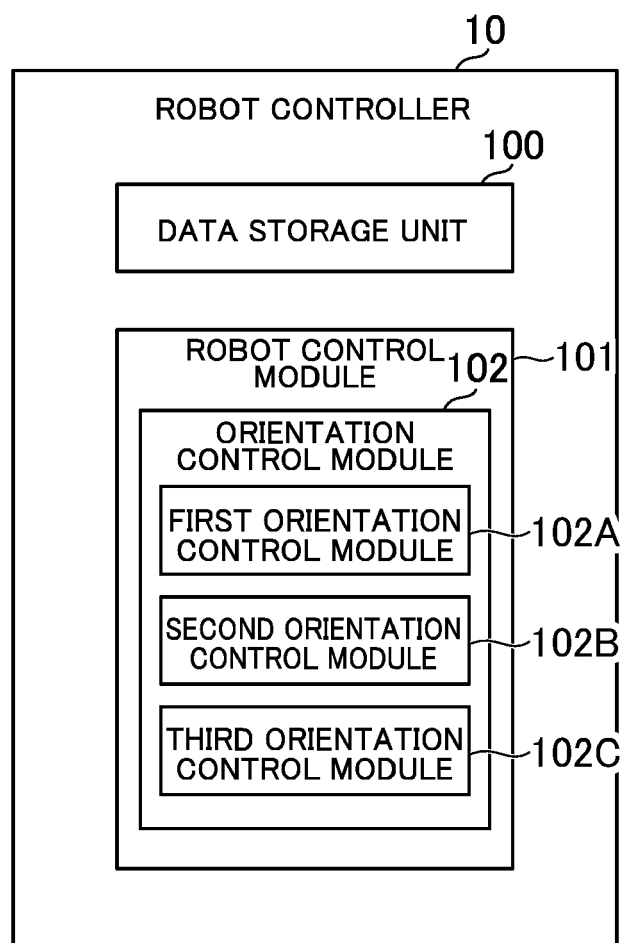 10
ROBOT CONTROLLER
100
DATA STORAGE UNIT
ROBOT CONTROL
MODULE
101
102
ORIENTATION
CONTROL MODULE
FIRST ORIENTATION
CONTROL MODULE
102A
SECOND ORIENTATION
CONTROL MODULE
102B
THIRD ORIENTATION
CONTROL MODULE
102C